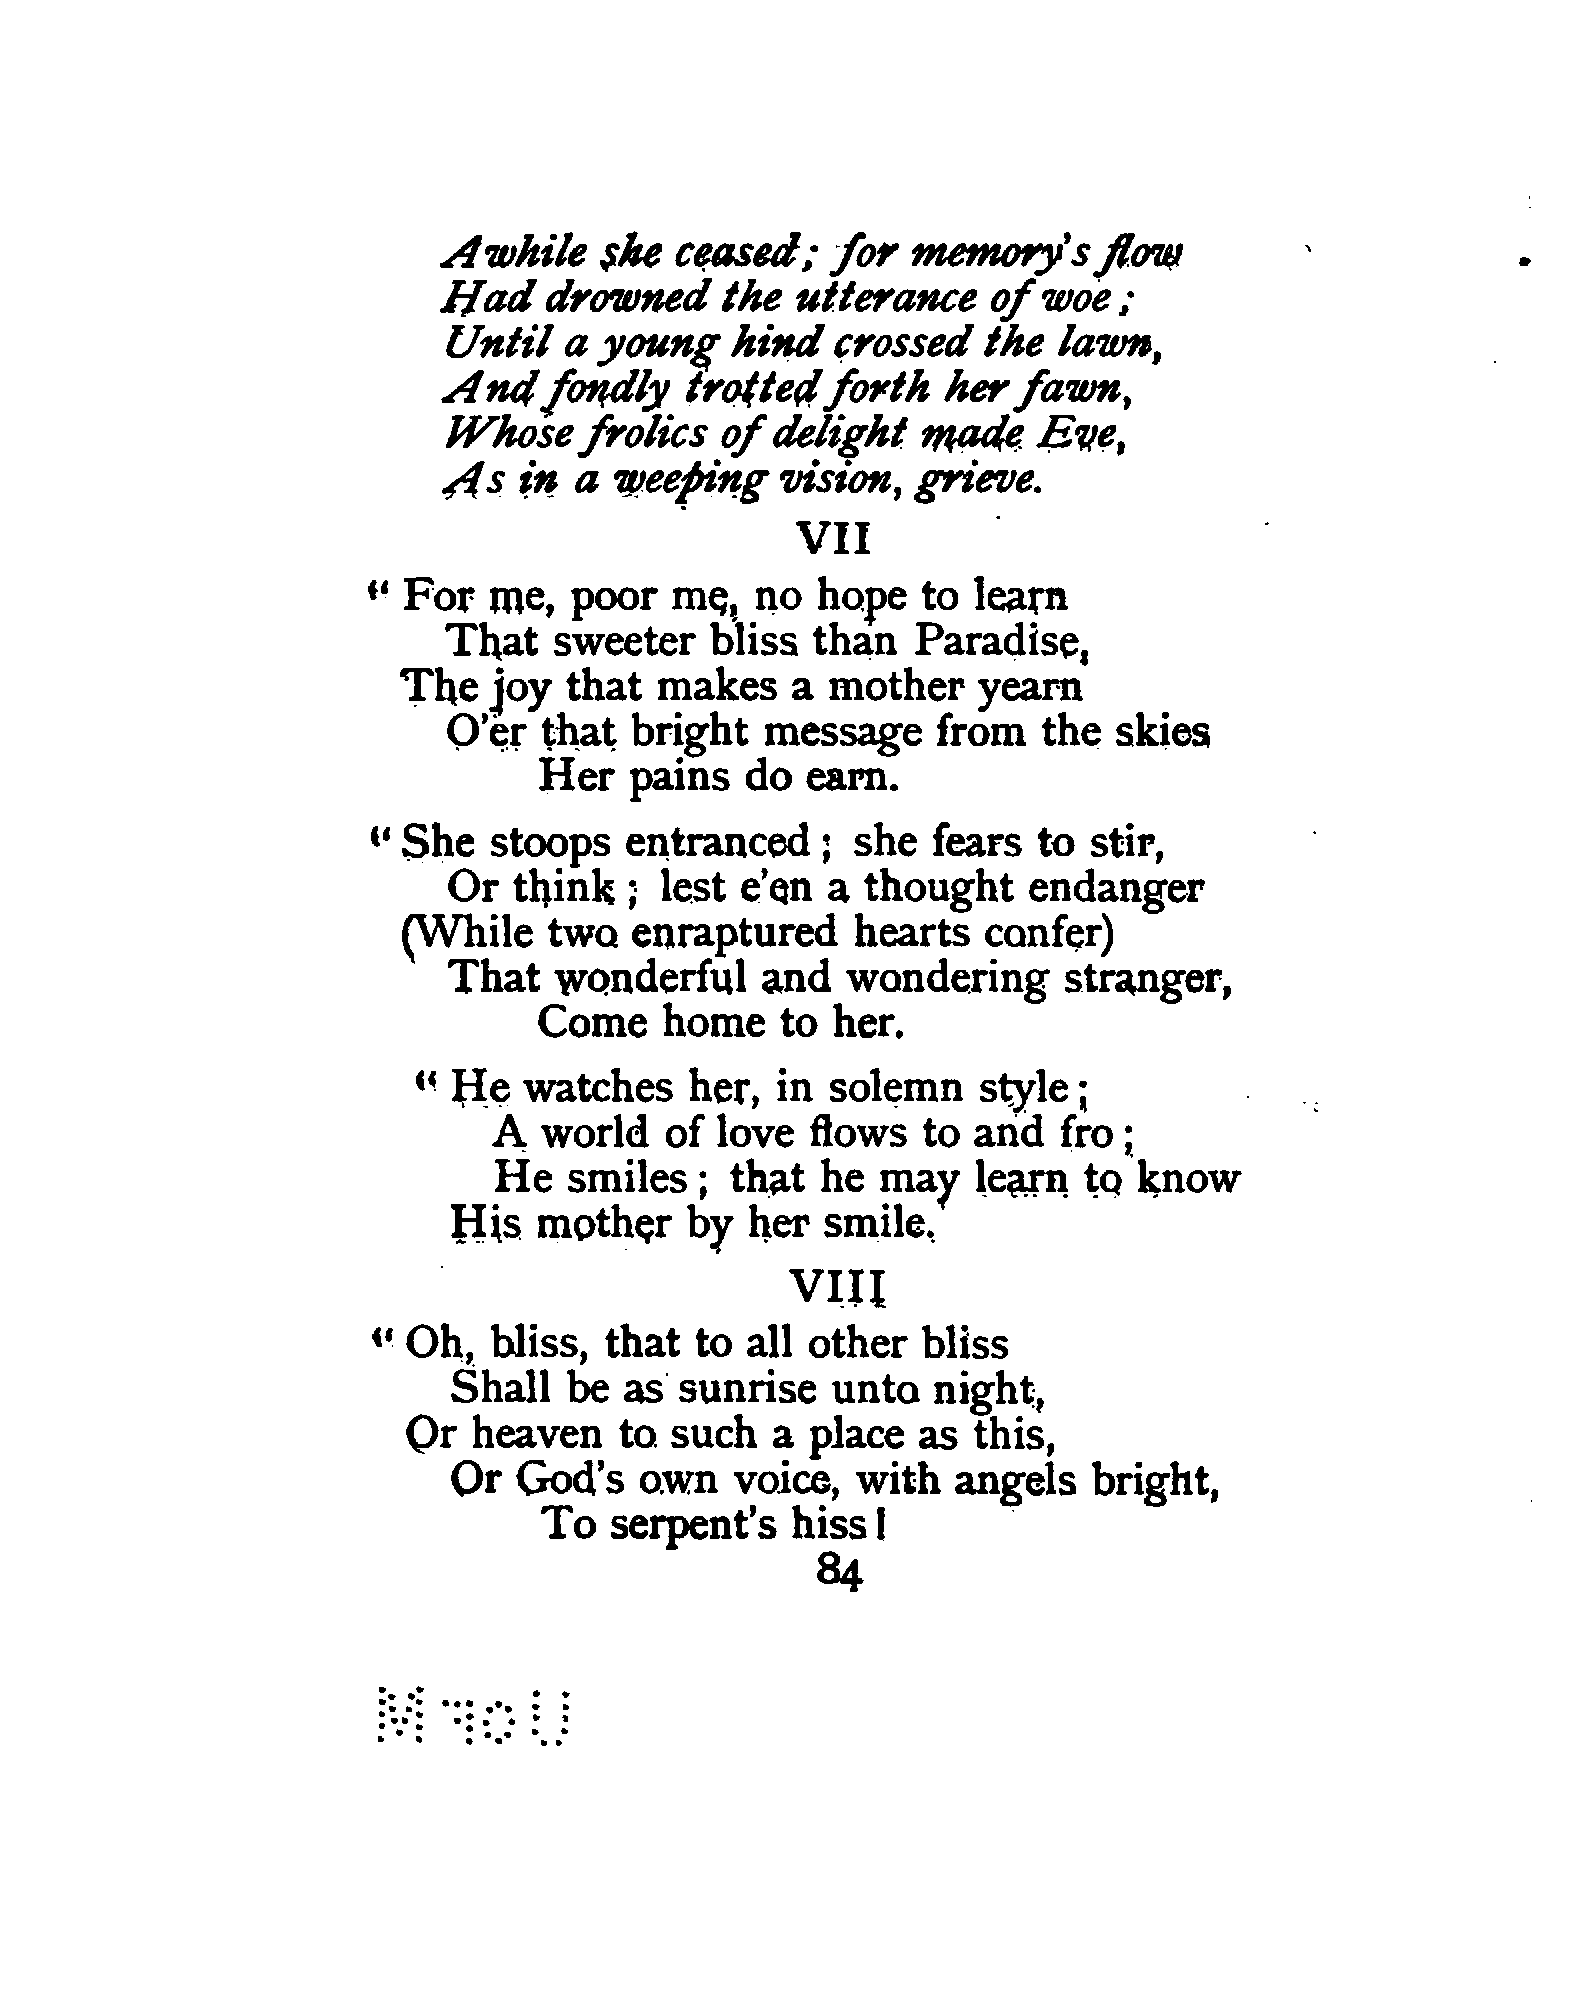 Awhile she ceased; for memory's flow
Had drowned the utterance of woe;
Until a young hind crossed the lawn,
And fondly trotted forth her fawn,
Whose frolics of delight made Eve,
As in a weeping vision, grieve.
VII
“ For me, poor me, no hope to learn
That sweeter bliss than Paradise,
The joy that makes a mother yearn
O'er that bright message from the skies
Her pains do earn.
“ She stoops entranced; she fears to stir,
Or think; lest e'en a thought endanger
(While two enraptured hearts confer)
That wonderful and wondering stranger,
Come home to her.
“ He watches her, in solemn style;
A world of love flows to and fro;
He smiles; that he may learn to know
His mother by her smile.
VIII
“ Oh, bliss, that to all other bliss
Shall be as sunrise unto night,
Or heaven to such a place as this,
Or God's own voice, with angels bright,
To serpent's hiss!
84